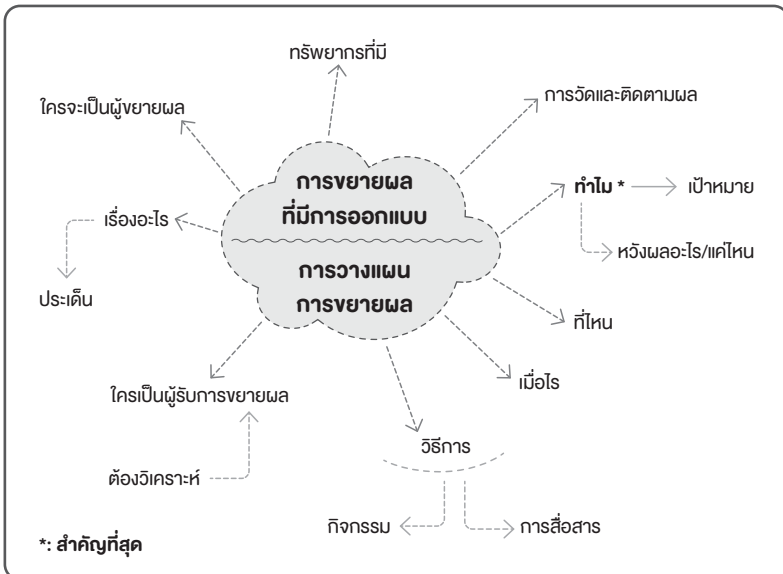 ทรัพยากรที่มี
การวัดและติดตามผล
ใครจะเป็นผู้ขยายผล
การขยายผล
ที่มีการออกแบบ
ทำไม * เป้าหมาย
เรื่องอะไร
หวังผลอะไร/แค่ไหน
การวางแผน
การขยายผล
ประเด็น
ที่ไหน
เมื่อไร
ใครเป็นผู้รับการขยายผล
วิธีการ
ต้องวิเคราะห์
กิจกรรม การสื่อสาร
*: สำคัญที่สุด